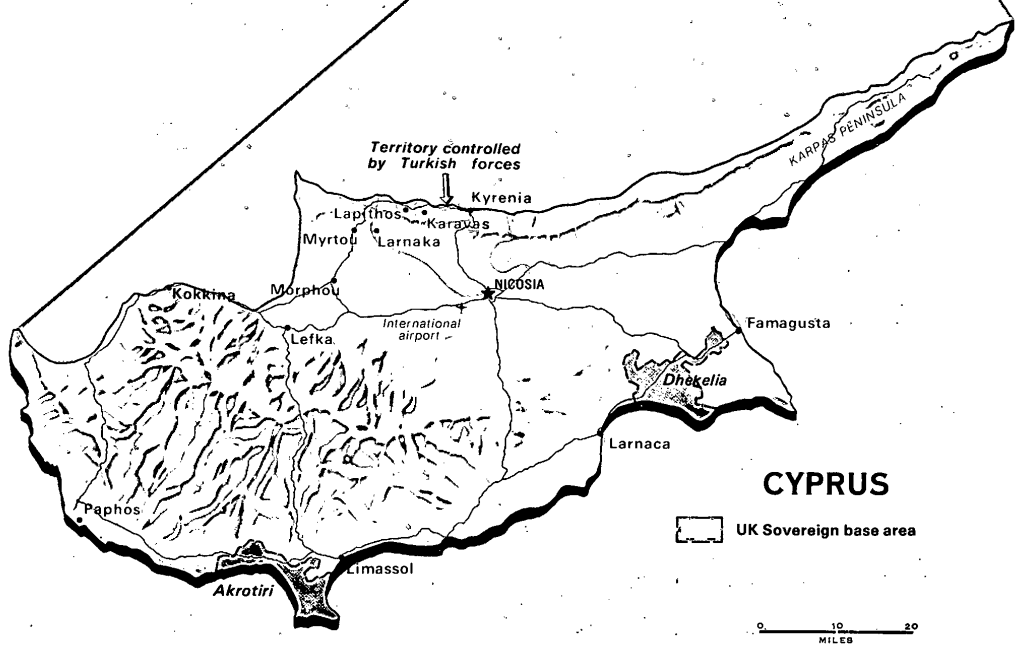 KARPAS PENINSULA
Territory controlled
by Turkish forces
Kyrenia
Lapithos
Karavas
Myrtou
Larnaka
NICOSIA
Morphou
Kokkina
International
airport
Lefka
Famagusta
Dhekelia
Larnaca
CYPRUS
Paphos
UK Sovereign base area
Limassol
Akrotiri
0 10 20
MILES